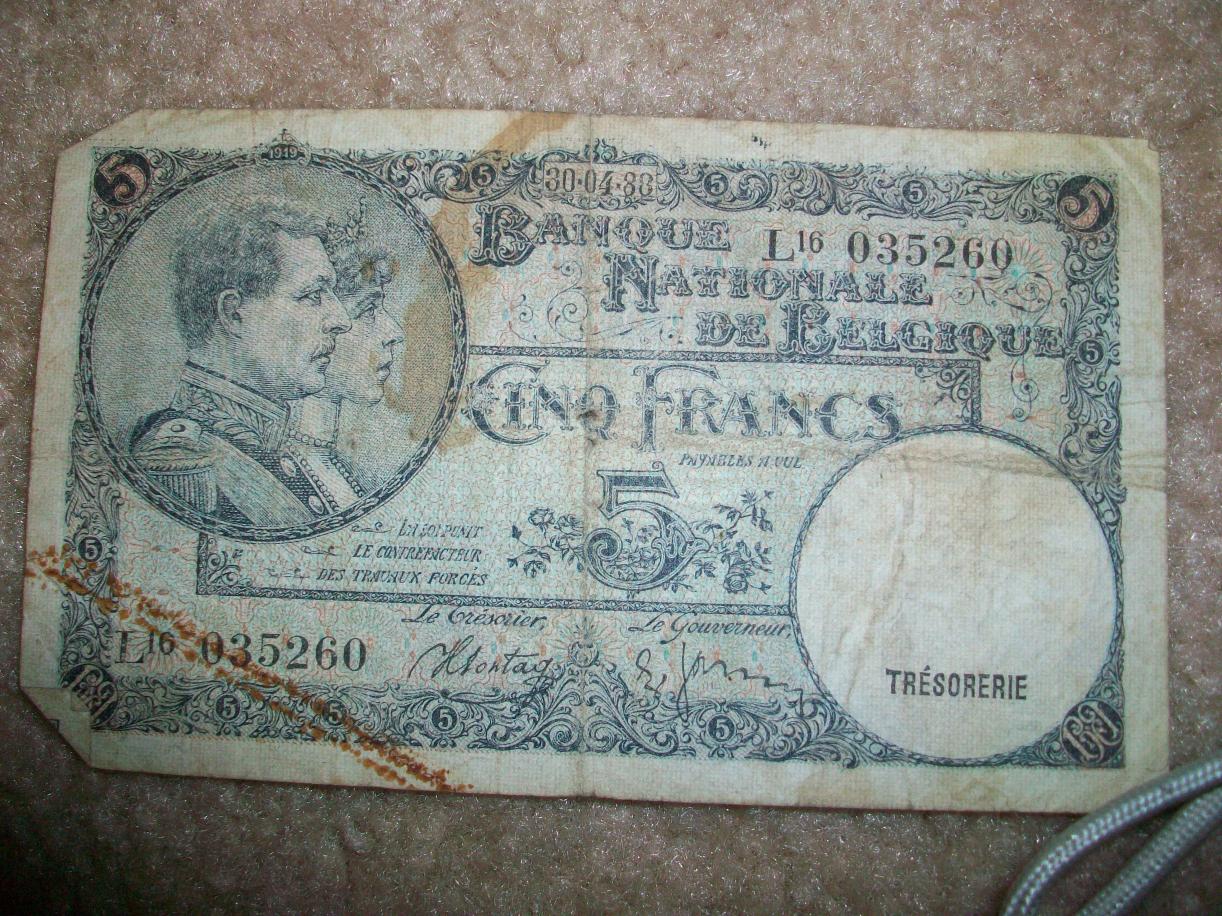 1919
5 5 30·04·38 5 5 5
BANQUE
L16 035260
NATIONALE
DE BELGIQUE
5
CINQ FRANCS
PAYABLES A VUE
5
LA LOI PUNIT
LE CONTREFACTEUR
DES TRAVAUX FORCÉS
5
Le Trésorier,
Le Gouverneur,
L16 035260
TRÉSORERIE
5 5 5 5